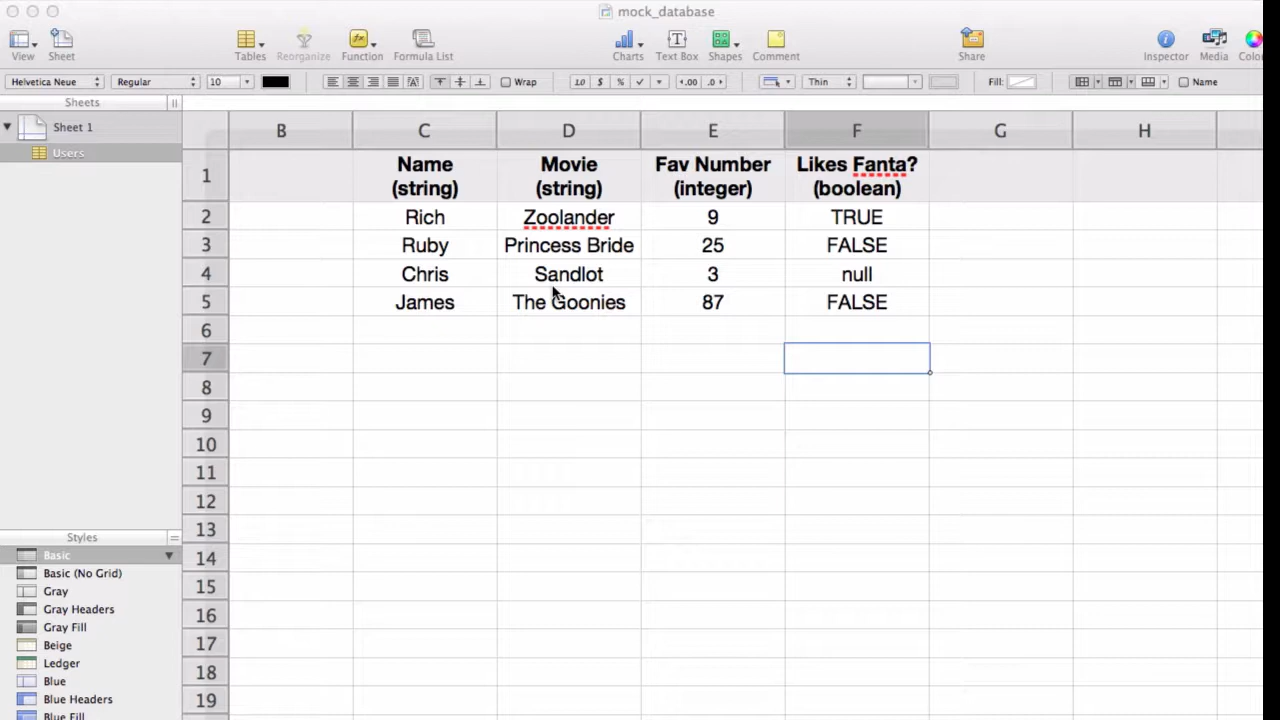 mock_database
View Sheet Tables Reorganize Function Formula List Charts Text Box Shapes Comment Share Inspector Media
Helvetica Neue Regular 10 Wrap 1.0 $ % .00 .0 Thin Fill: Name
Sheets
Sheet 1
Users
B C D E F G H
1 Name (string) Movie (string) Fav Number (integer) Likes Fanta? (boolean)
2 Rich Zoolander 9 TRUE
3 Ruby Princess Bride 25 FALSE
4 Chris Sandlot 3 null
5 James The Goonies 87 FALSE
6
7
8
9
10
11
12
13
14
15
16
17
18
19
Styles
Basic
Basic (No Grid)
Gray
Gray Headers
Gray Fill
Beige
Ledger
Blue
Blue Headers
Blue Fill